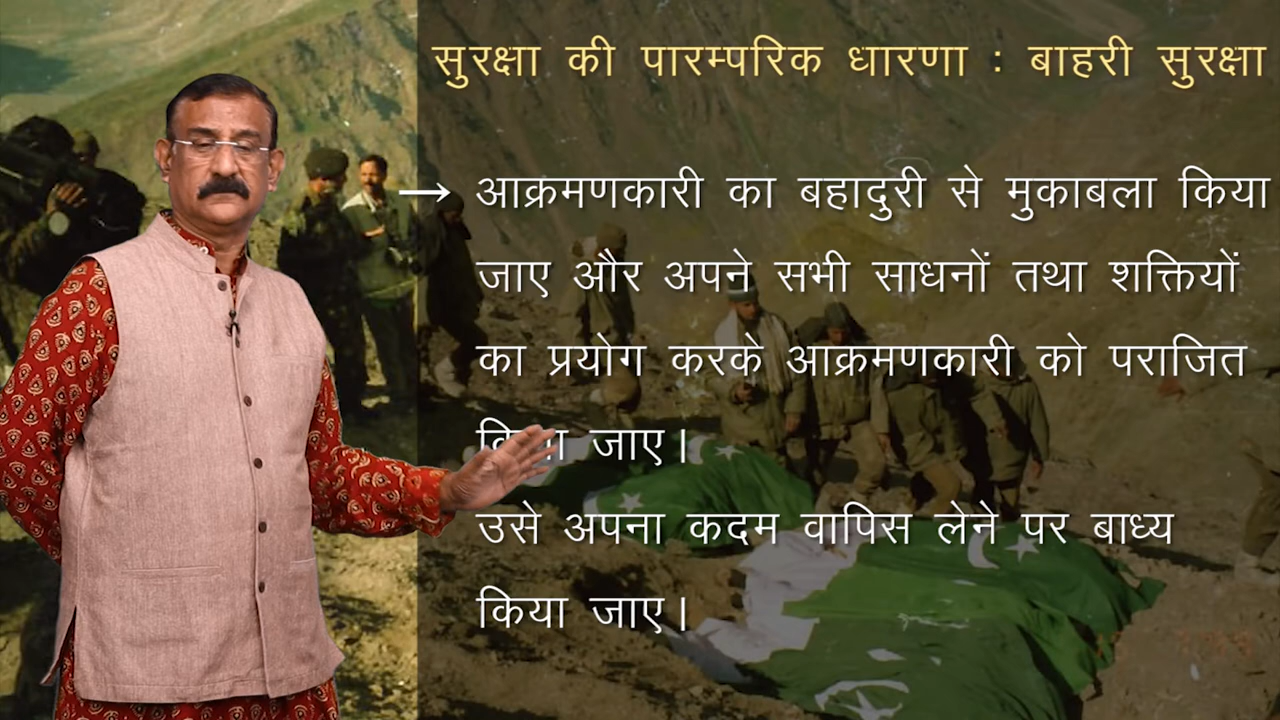 सुरक्षा की पारम्परिक धारणा : बाहरी सुरक्षा
→ आक्रमणकारी का बहादुरी से मुकाबला किया
जाए और अपने सभी साधनों तथा शक्तियों
का प्रयोग करके आक्रमणकारी को पराजित
किया जाए।
उसे अपना कदम वापिस लेने पर बाध्य
किया जाए।